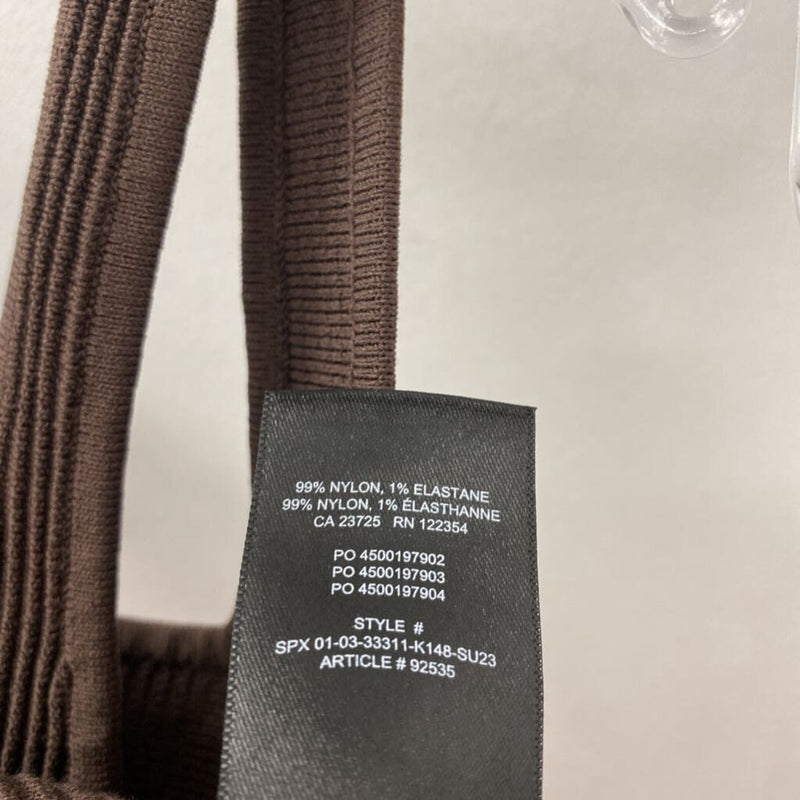 99% NYLON, 1% ELASTANE
99% NYLON, 1% ÉLASTHANNE
CA 23725 RN 122354
PO 4500197902
PO 4500197903
PO 4500197904
STYLE #
SPX 01-03-33311-K148-SU23
ARTICLE # 92535